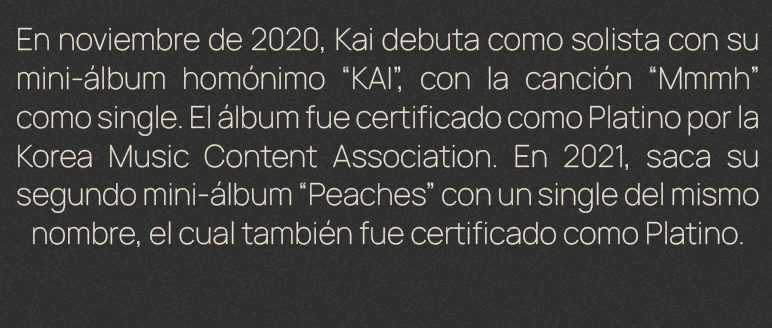 En noviembre de 2020, Kai debuta como solista con su
mini-álbum homónimo “KAI”, con la canción “Mmmh”
como single. El álbum fue certificado como Platino por la
Korea Music Content Association. En 2021, saca su
segundo mini-álbum “Peaches” con un single del mismo
nombre, el cual también fue certificado como Platino.